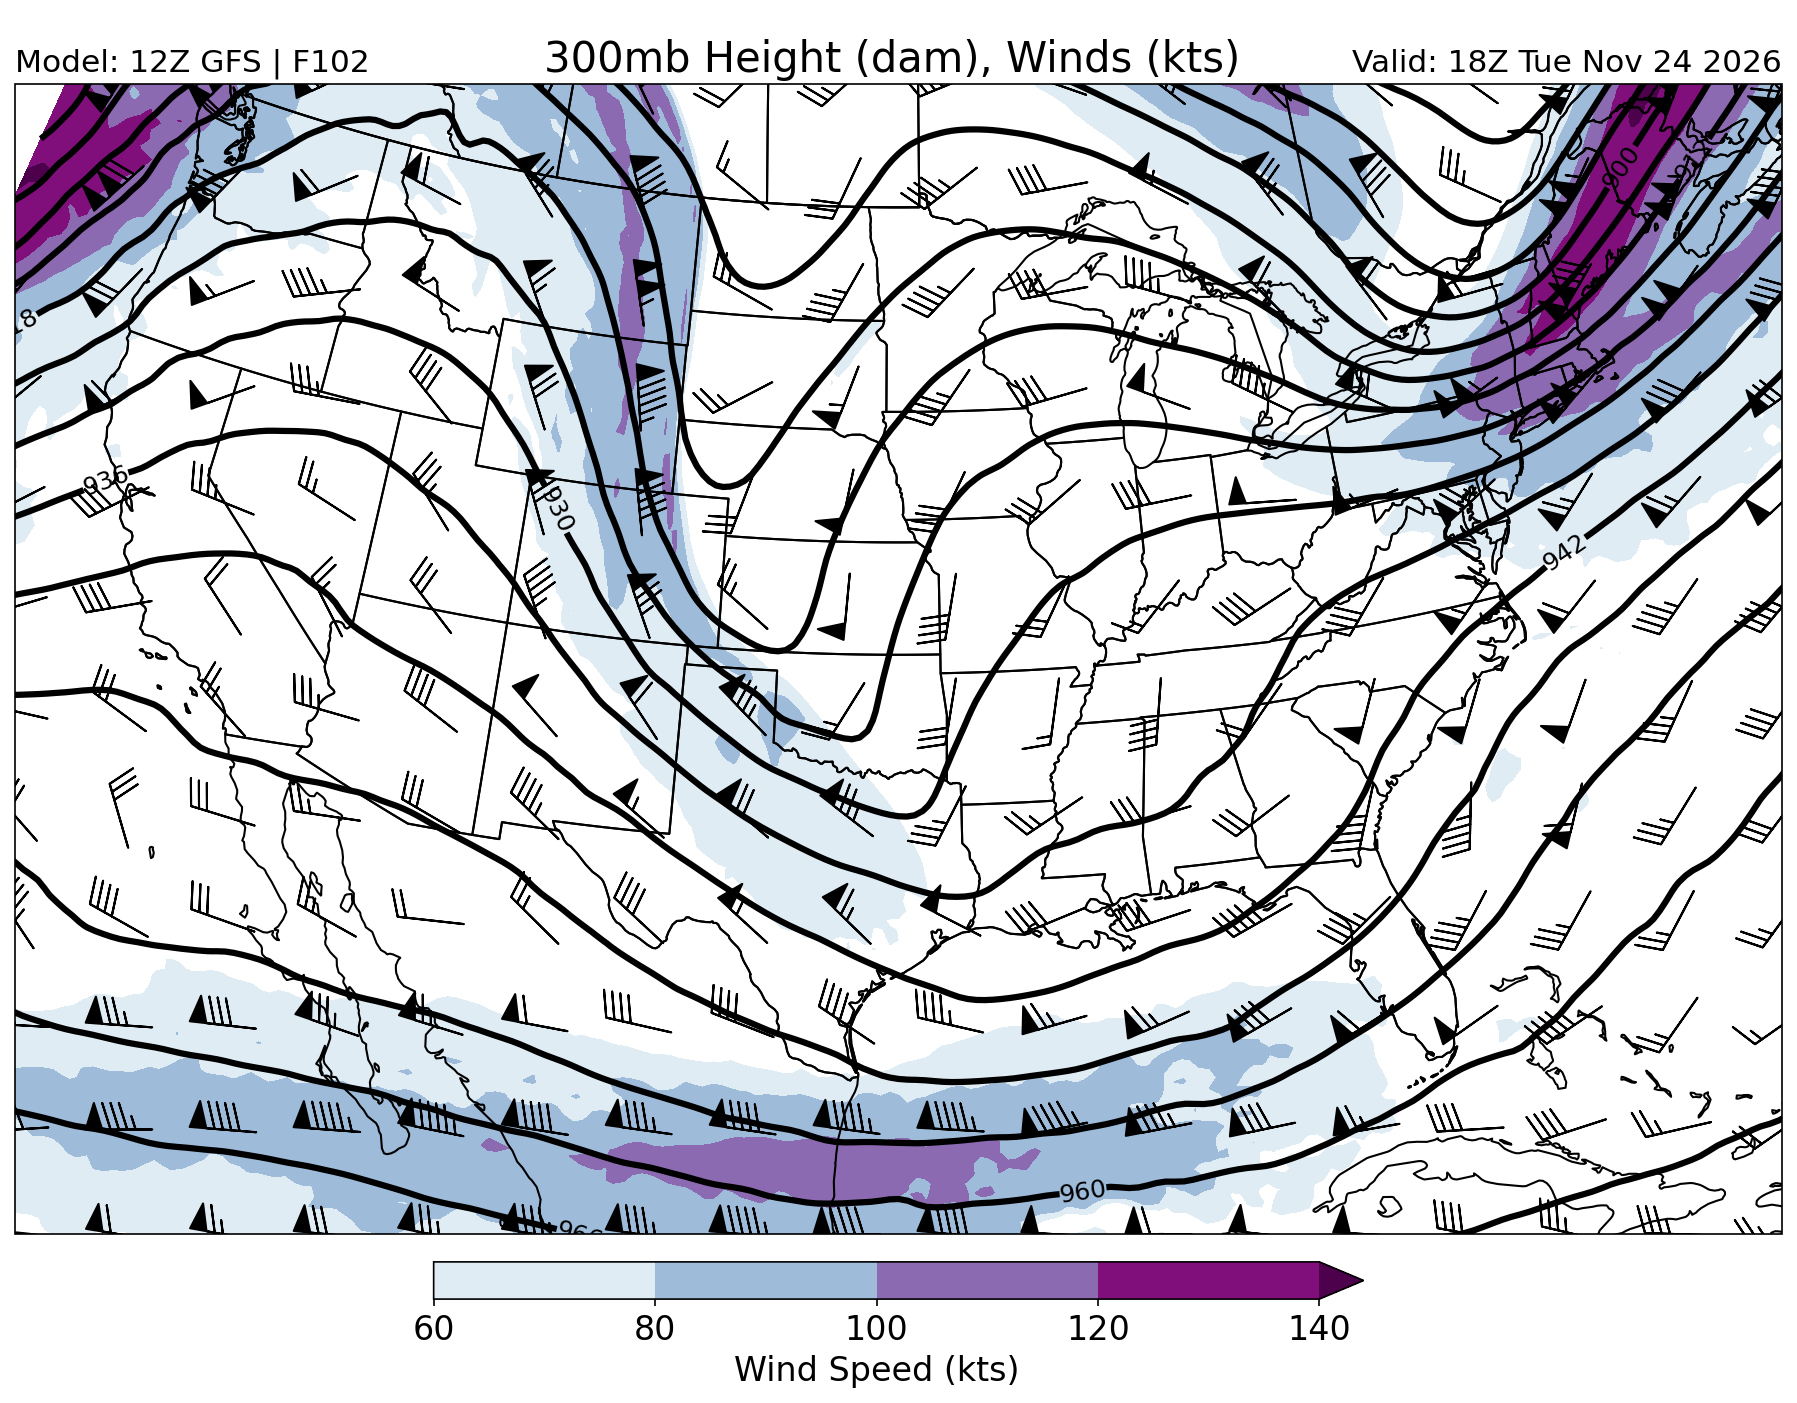 Model: 12Z GFS | F102
300mb Height (dam), Winds (kts)
Valid: 18Z Tue Nov 24 2026
900
936
930
942
960
60
80
100
120
140
Wind Speed (kts)